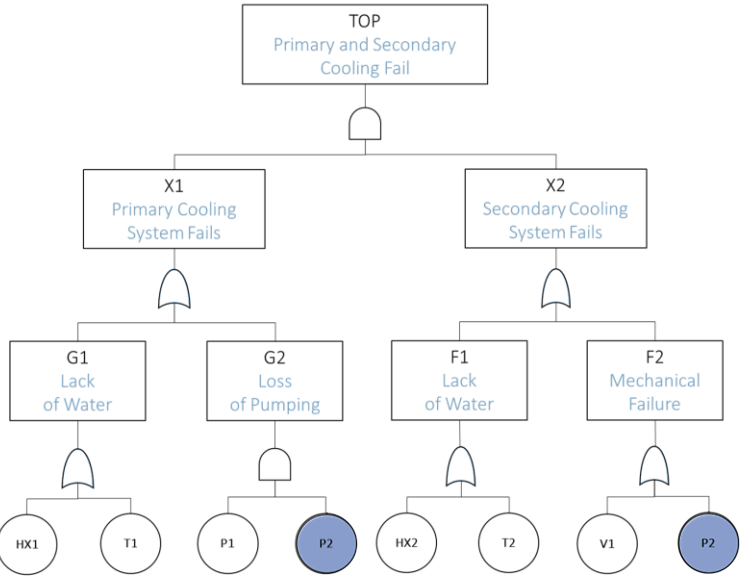 TOP
Primary and Secondary
Cooling Fail
X1
Primary Cooling
System Fails
X2
Secondary Cooling
System Fails
G1
Lack
of Water
G2
Loss
of Pumping
F1
Lack
of Water
F2
Mechanical
Failure
HX1
T1
P1
P2
HX2
T2
V1
P2